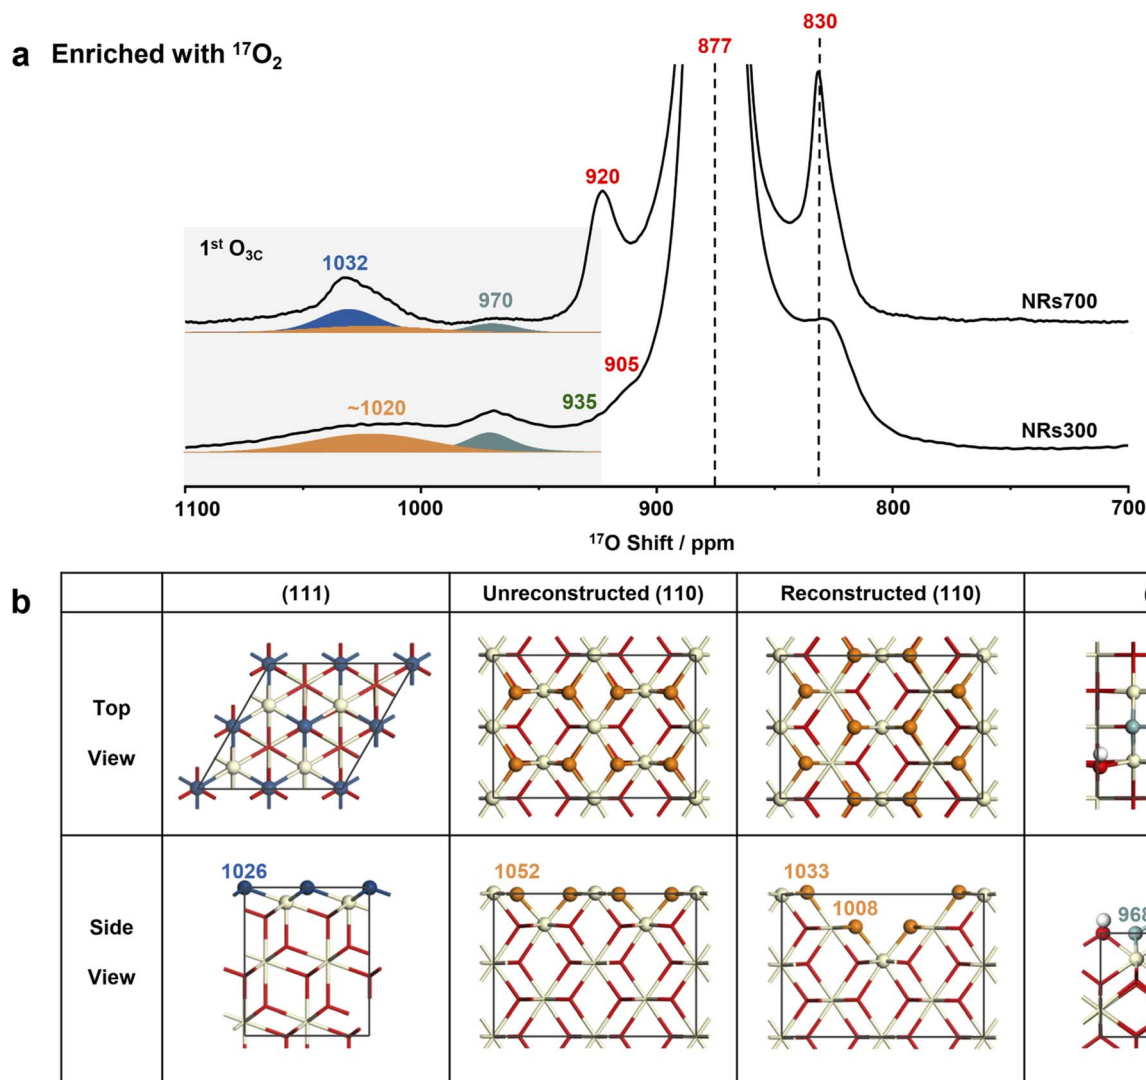 a Enriched with ¹⁷O₂
877
830
920
1ˢᵗ O₃C
1032
970
NRs700
905
935
~1020
NRs300
1100 1000 900 800 700
¹⁷O Shift / ppm
b
(111) Unreconstructed (110) Reconstructed (110) (
Top
View
1026 1052 1033
1008
968
Side
View